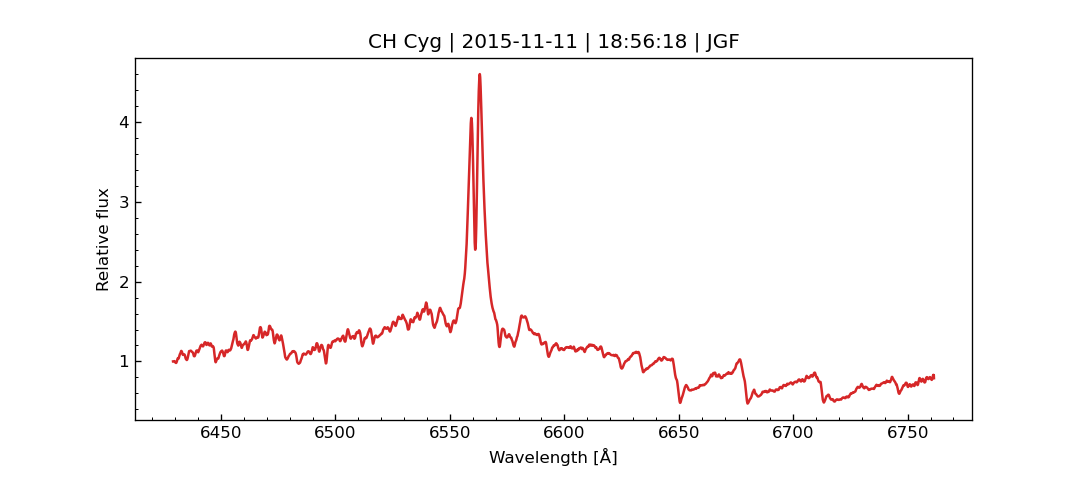 CH Cyg | 2015-11-11 | 18:56:18 | JGF
Relative flux
4
3
2
1
6450 6500 6550 6600 6650 6700 6750
Wavelength [Å]